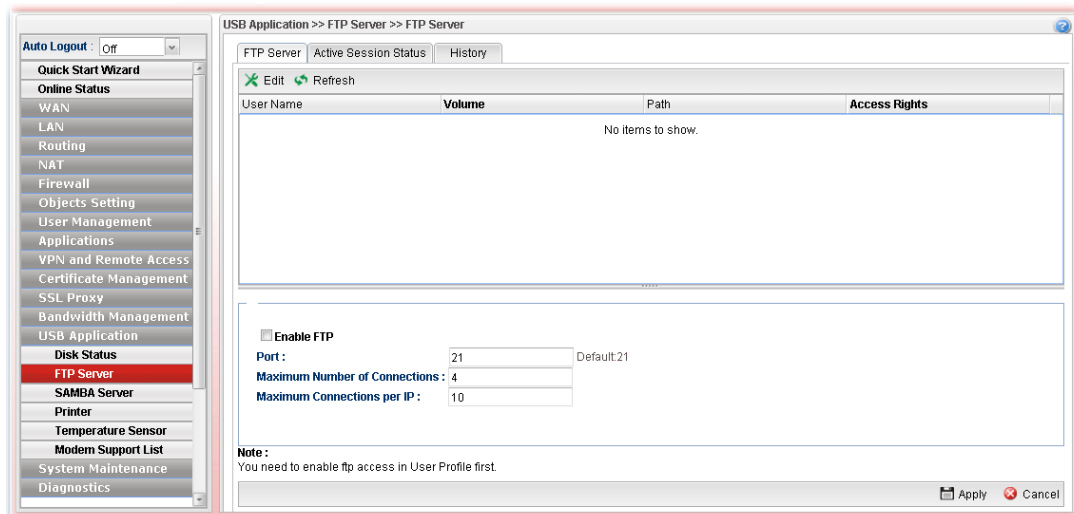 USB Application >> FTP Server >> FTP Server
Auto Logout : Off
Quick Start Wizard
Online Status
WAN
LAN
Routing
NAT
Firewall
Objects Setting
User Management
Applications
VPN and Remote Access
Certificate Management
SSL Proxy
Bandwidth Management
USB Application
Disk Status
FTP Server
SAMBA Server
Printer
Temperature Sensor
Modem Support List
System Maintenance
Diagnostics
FTP Server Active Session Status History
Edit Refresh
User Name Volume Path Access Rights
No items to show.
Enable FTP
Port : 21 Default:21
Maximum Number of Connections : 4
Maximum Connections per IP : 10
Note :
You need to enable ftp access in User Profile first.
Apply Cancel